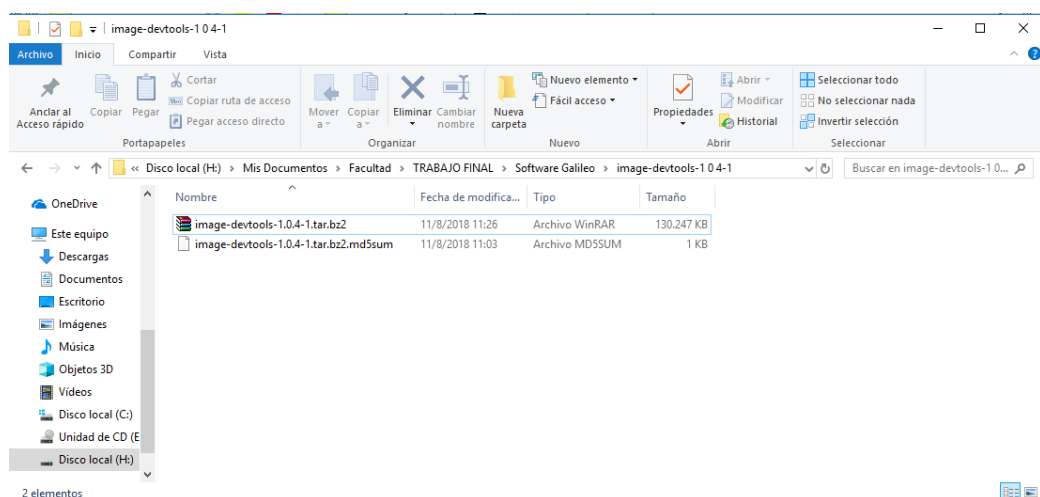 image-devtools-1 0 4-1
Archivo Inicio Compartir Vista
Anclar al Acceso rápido
Copiar
Pegar
Cortar
Copiar ruta de acceso
Pegar acceso directo
Portapapeles
Mover a
Copiar a
Eliminar
Cambiar nombre
Organizar
Nueva carpeta
Nuevo elemento
Fácil acceso
Nuevo
Propiedades
Abrir
Modificar
Historial
Abrir
Seleccionar todo
No seleccionar nada
Invertir selección
Seleccionar
« Disco local (H:) > Mis Documentos > Facultad > TRABAJO FINAL > Software Galileo > image-devtools-1 0 4-1
Buscar en image-devtools-1 0...
OneDrive
Este equipo
Descargas
Documentos
Escritorio
Imágenes
Música
Objetos 3D
Vídeos
Disco local (C:)
Unidad de CD (E
Disco local (H:)
Nombre Fecha de modifica... Tipo Tamaño
image-devtools-1.0.4-1.tar.bz2 11/8/2018 11:26 Archivo WinRAR 130.247 KB
image-devtools-1.0.4-1.tar.bz2.md5sum 11/8/2018 11:03 Archivo MD5SUM 1 KB
2 elementos